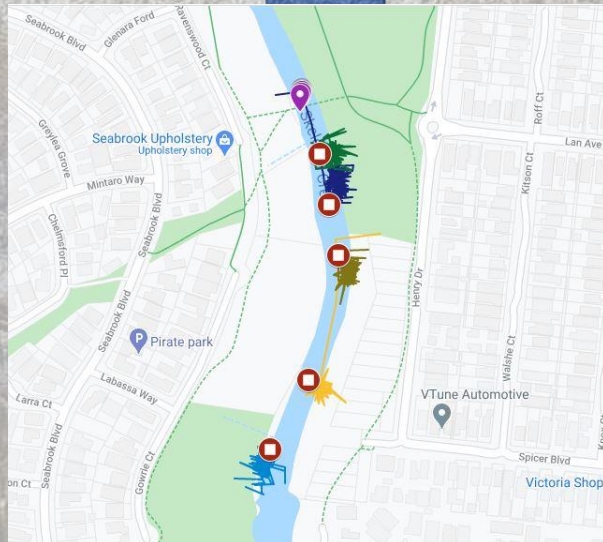 Seabrook Blvd
Glenara Ford
Ravenswood Ct
Greylea Grove
Seabrook Upholstery
Upholstery shop
Mintaro Way
Chelmsford Pl
Seabrook Blvd
Roff Ct
Lan Ave
Kitson Ct
Henry Dr
P
Pirate park
Labassa Way
Larra Ct
Seabrook Blvd
Gowrie Ct
on Ct
Walshe Ct
VTune Automotive
Spicer Blvd
Victoria Shop